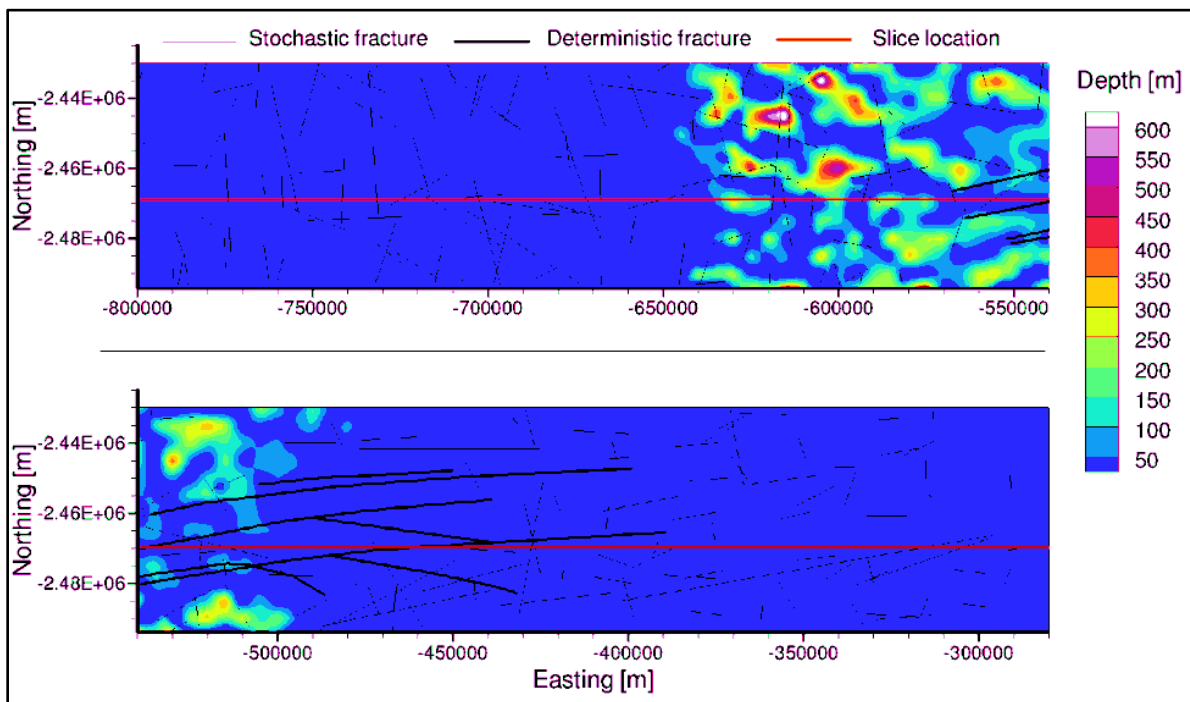 Stochastic fracture Deterministic fracture Slice location
Depth [m]
600
550
500
450
400
350
300
250
200
150
100
50
Northing [m]
-2.44E+06
-2.46E+06
-2.48E+06
-800000 -750000 -700000 -650000 -600000 -550000
Northing [m]
-2.44E+06
-2.46E+06
-2.48E+06
-500000 -450000 -400000 -350000 -300000
Easting [m]